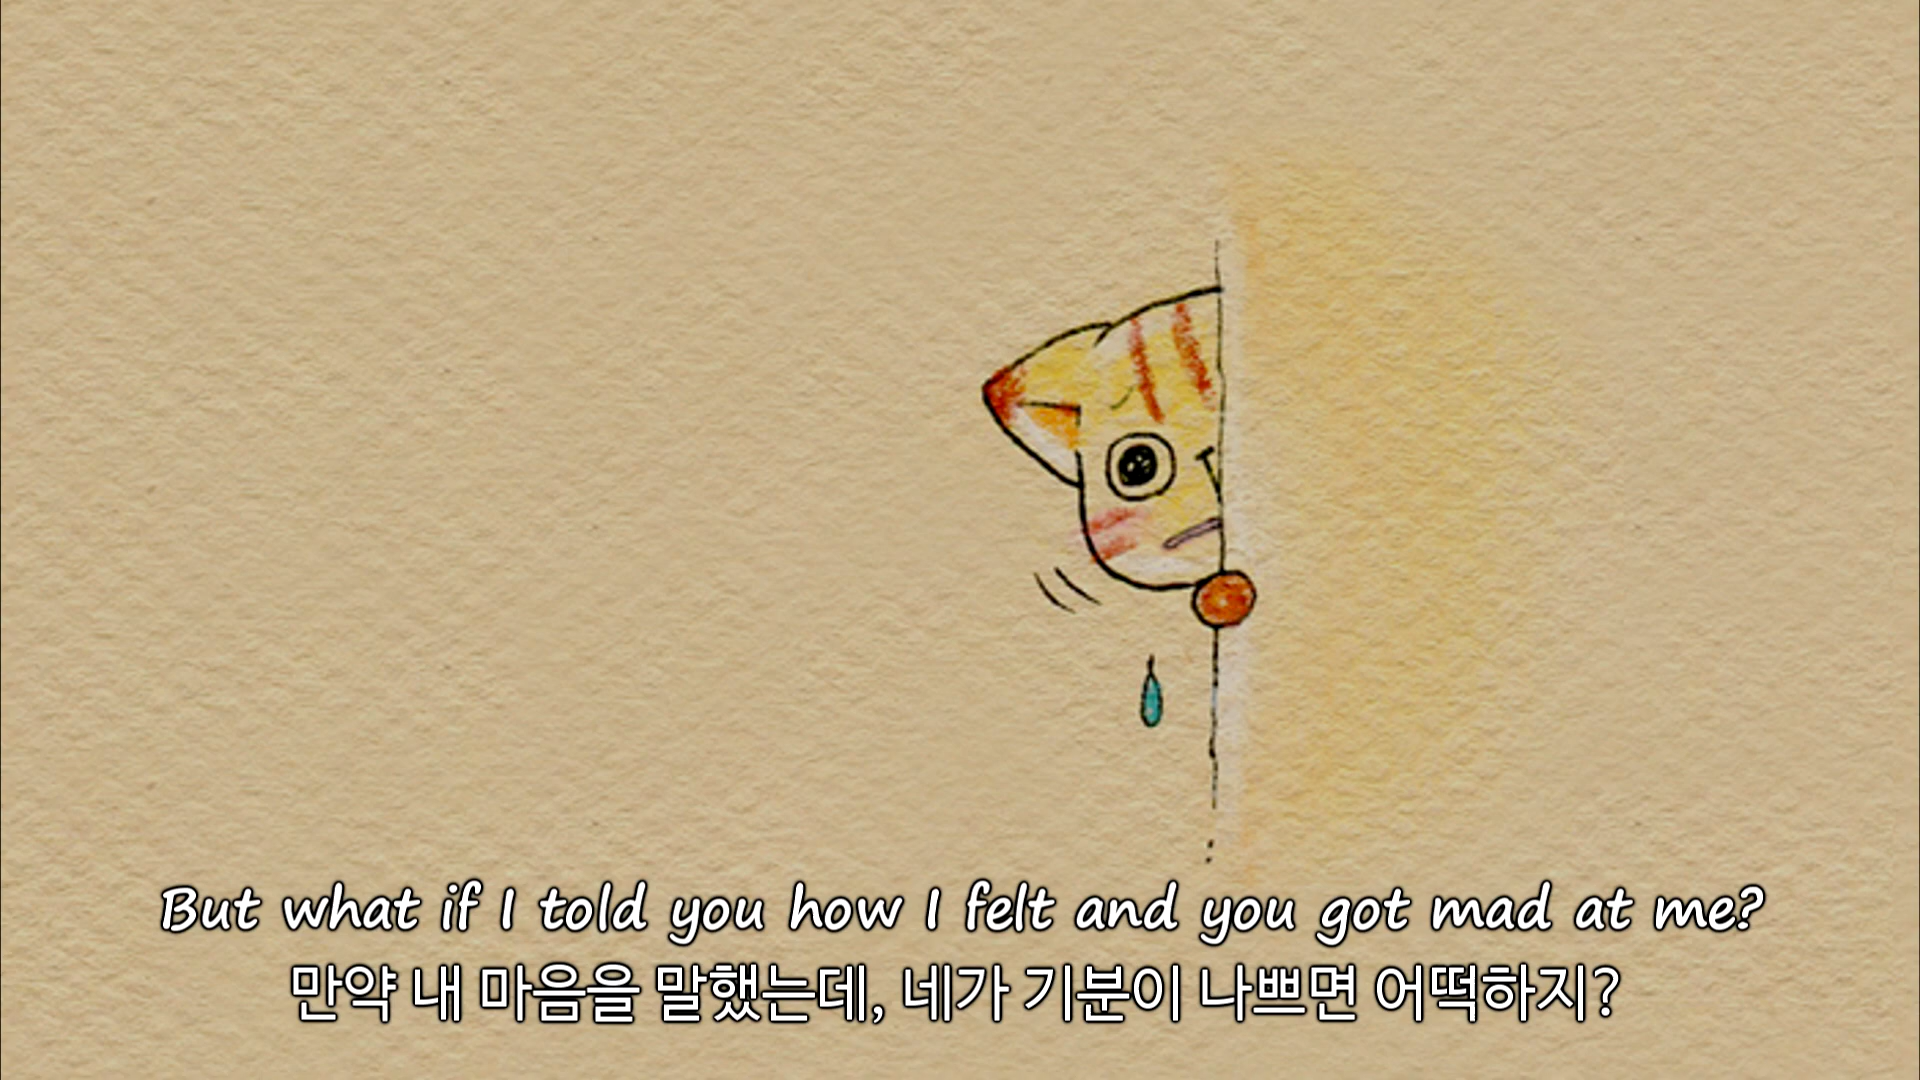 But what if I told you how I felt and you got mad at me?
만약 내 마음을 말했는데, 네가 기분이 나쁘면 어떡하지?